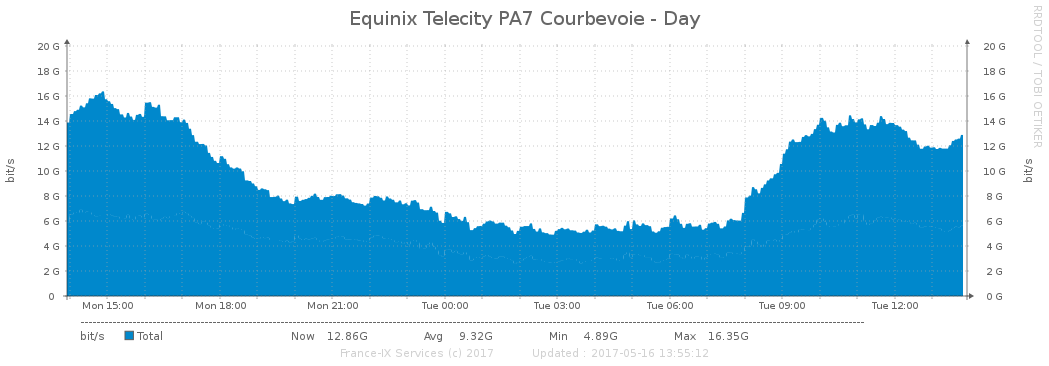 Equinix Telecity PA7 Courbevoie - Day
RRDTOOL / TOBI OETIKER
20 G 20 G
18 G 18 G
16 G 16 G
14 G 14 G
12 G 12 G
10 G 10 G
8 G 8 G
6 G 6 G
4 G 4 G
2 G 2 G
0 0 G
bit/s bit/s
Mon 15:00 Mon 18:00 Mon 21:00 Tue 00:00 Tue 03:00 Tue 06:00 Tue 09:00 Tue 12:00
bit/s Total Now 12.86G Avg 9.32G Min 4.89G Max 16.35G
France-IX Services (c) 2017 Updated : 2017-05-16 13:55:12